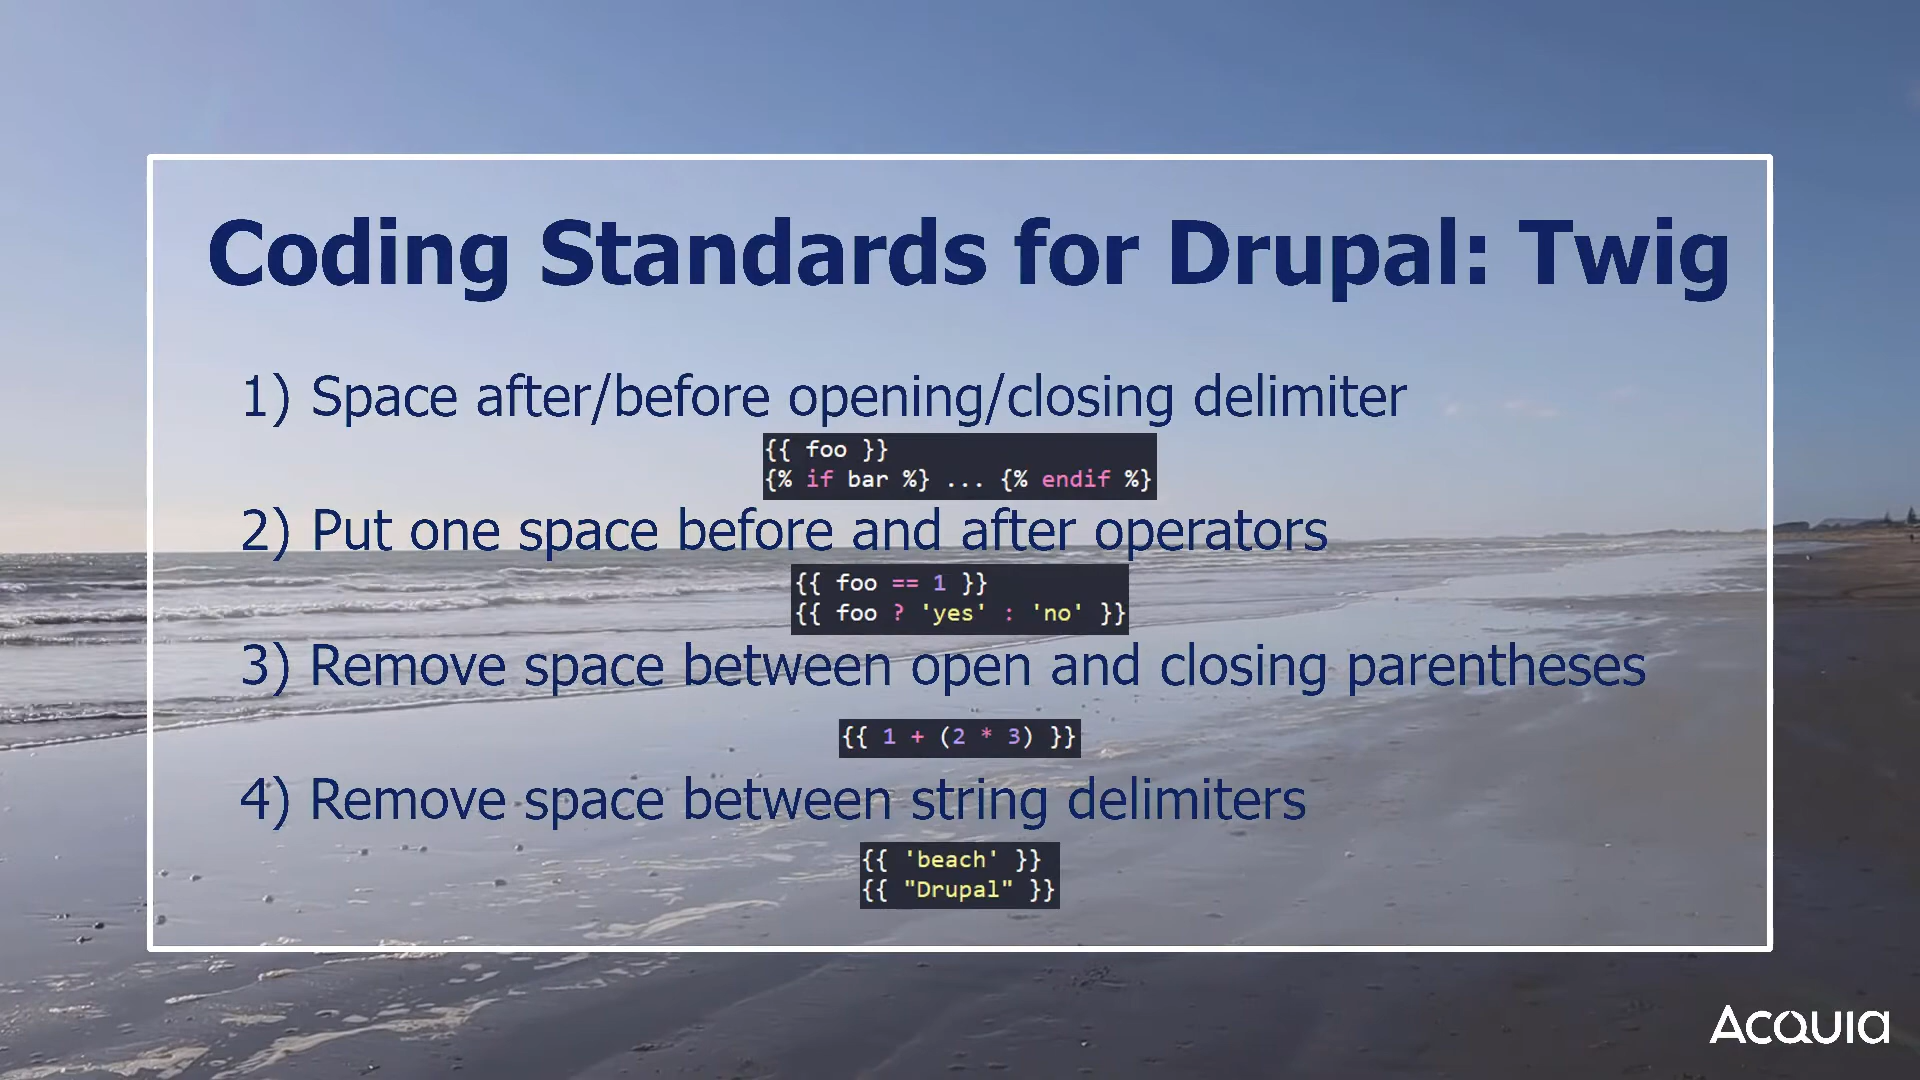 Coding Standards for Drupal: Twig
1) Space after/before opening/closing delimiter
{{ foo }}
{% if bar %} ... {% endif %}
2) Put one space before and after operators
{{ foo == 1 }}
{{ foo ? 'yes' : 'no' }}
3) Remove space between open and closing parentheses
{{ 1 + (2 * 3) }}
4) Remove space between string delimiters
{{ 'beach' }}
{{ "Drupal" }}
ACQUIA